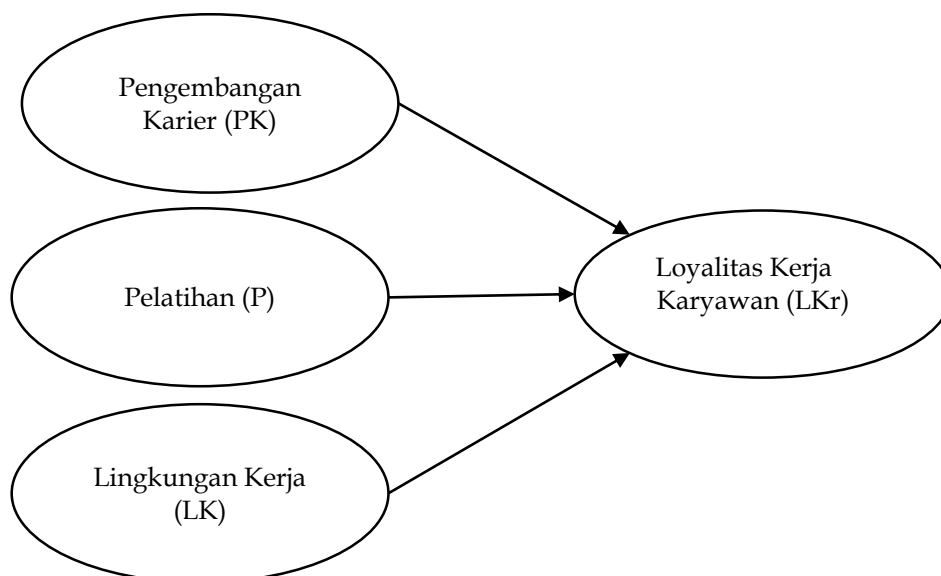 Pengembangan
Karier (PK)
Pelatihan (P)
Lingkungan Kerja
(LK)
Loyalitas Kerja
Karyawan (LKr)